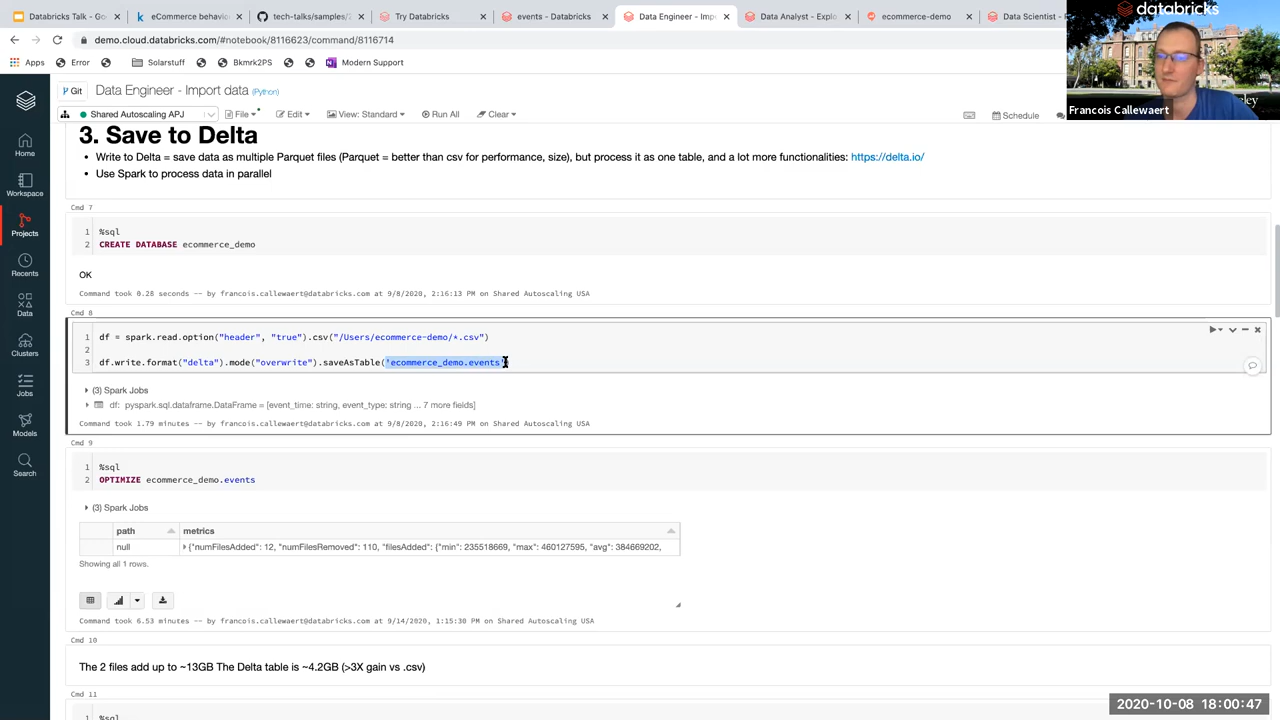 Databricks Talk - Go
eCommerce behavio
tech-talks/samples/
Try Databricks
events - Databricks
Data Engineer - Imp
Data Analyst - Explo
ecommerce-demo
Data Scientist -
demo.cloud.databricks.com/#notebook/8116623/command/8116714
Apps
Error
Solarstuff
Bkmrk2PS
Modern Support
databricks
Francois Callewaert
Git
Data Engineer - Import data (Python)
Shared Autoscaling APJ
File
Edit
View: Standard
Run All
Clear
Schedule
Home
Workspace
Projects
Recents
Data
Clusters
Jobs
Models
Search
3. Save to Delta
• Write to Delta = save data as multiple Parquet files (Parquet = better than csv for performance, size), but process it as one table, and a lot more functionalities: https://delta.io/
• Use Spark to process data in parallel
Cmd 7
1 %sql
2 CREATE DATABASE ecommerce_demo
OK
Command took 0.28 seconds -- by francois.callewaert@databricks.com at 9/8/2020, 2:16:13 PM on Shared Autoscaling USA
Cmd 8
1 df = spark.read.option("header", "true").csv("/Users/ecommerce-demo/*.csv")
2
3 df.write.format("delta").mode("overwrite").saveAsTable('ecommerce_demo.events')
(3) Spark Jobs
df: pyspark.sql.dataframe.DataFrame = [event_time: string, event_type: string ... 7 more fields]
Command took 1.79 minutes -- by francois.callewaert@databricks.com at 9/8/2020, 2:16:49 PM on Shared Autoscaling USA
Cmd 9
1 %sql
2 OPTIMIZE ecommerce_demo.events
(3) Spark Jobs
path metrics
null {"numFilesAdded": 12, "numFilesRemoved": 110, "filesAdded": {"min": 235518669, "max": 460127595, "avg": 384669202,
Showing all 1 rows.
Command took 6.53 minutes -- by francois.callewaert@databricks.com at 9/14/2020, 1:15:30 PM on Shared Autoscaling USA
Cmd 10
The 2 files add up to ~13GB The Delta table is ~4.2GB (>3X gain vs .csv)
Cmd 11
1 %sql
2020-10-08 18:00:47